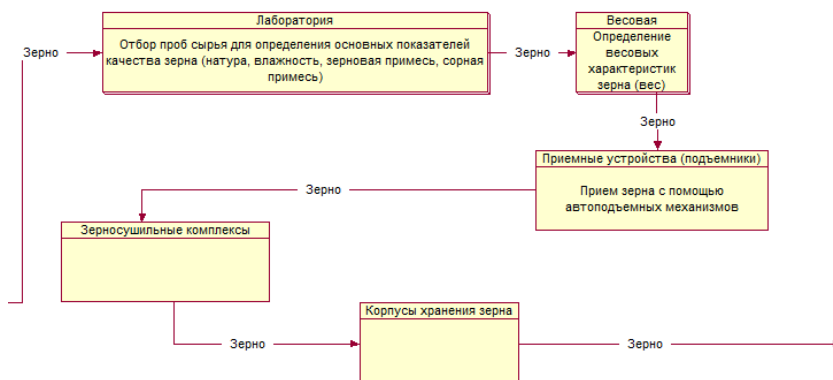 Лаборатория
Зерно
Отбор проб сырья для определения основных показателей
качества зерна (натура, влажность, зерновая примесь, сорная
примесь)
Зерно
Весовая
Определение
весовых
характеристик
зерна (вес)
Зерно
Приемные устройства (подъемники)
Прием зерна с помощью
автоподъемных механизмов
Зерно
Зерносушильные комплексы
Зерно
Корпусы хранения зерна
Зерно